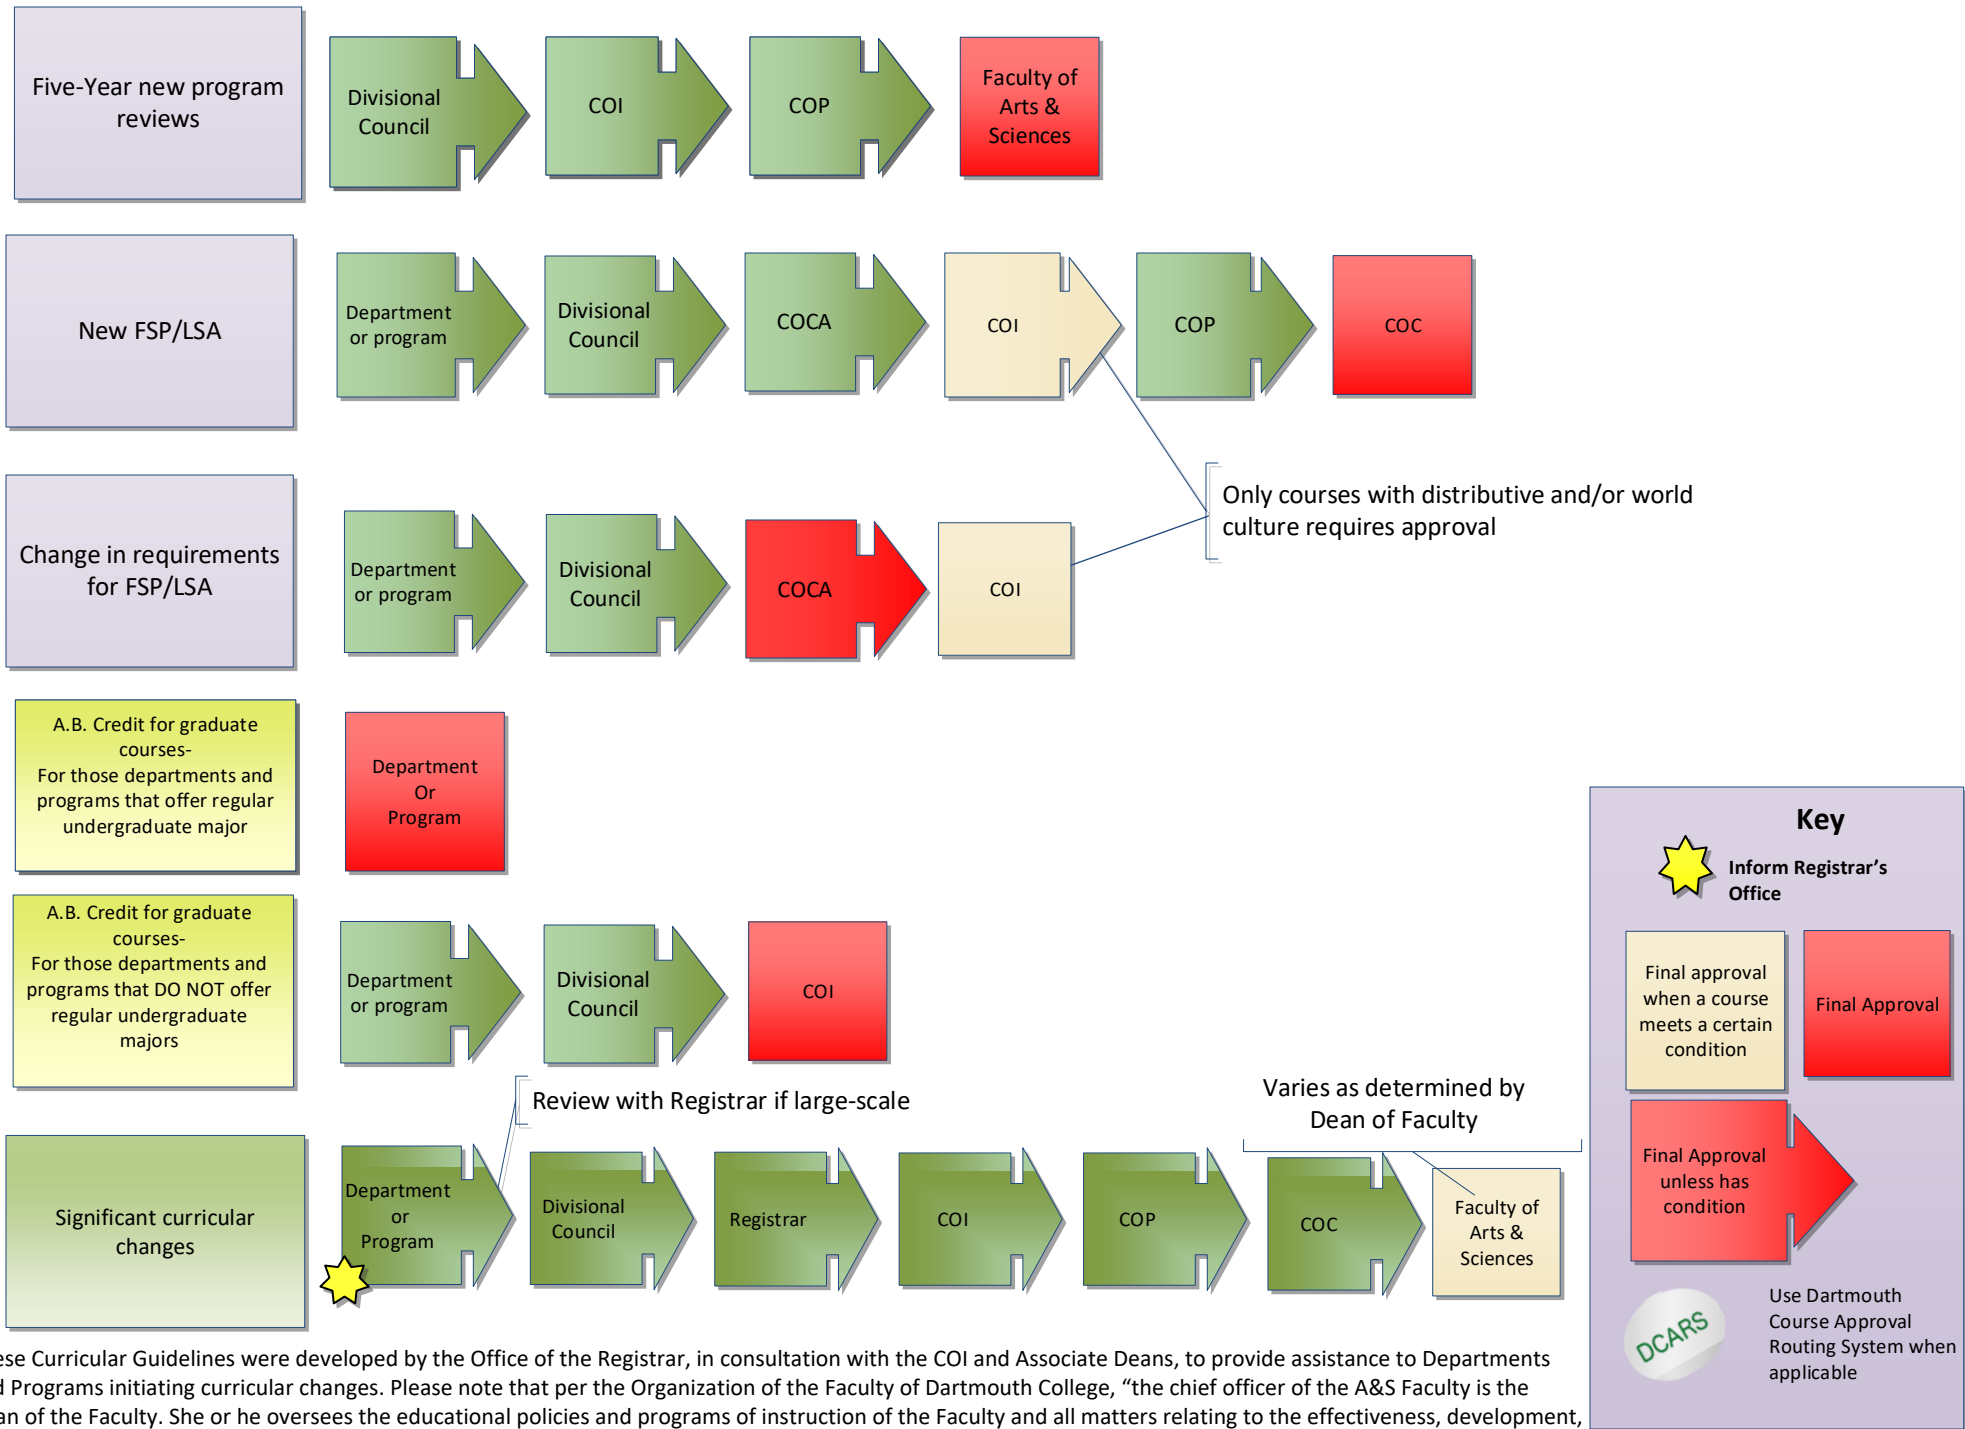 Five-Year new program
reviews
Divisional
Council
COI
COP
Faculty of
Arts &
Sciences
New FSP/LSA
Department
or program
Divisional
Council
COCA
COI
COP
COC
Only courses with distributive and/or world
culture requires approval
Change in requirements
for FSP/LSA
Department
or program
Divisional
Council
COCA
COI
A.B. Credit for graduate
courses-
For those departments and
programs that offer regular
undergraduate major
Department
Or
Program
A.B. Credit for graduate
courses-
For those departments and
programs that DO NOT offer
regular undergraduate
majors
Department
or program
Divisional
Council
COI
Review with Registrar if large-scale
Varies as determined by
Dean of Faculty
Significant curricular
changes
Department
or
Program
Divisional
Council
Registrar
COI
COP
COC
Faculty of
Arts &
Sciences
Key
Inform Registrar's
Office
Final approval
when a course
meets a certain
condition
Final Approval
Final Approval
unless has
condition
DCARS
Use Dartmouth
Course Approval
Routing System when
applicable
ese Curricular Guidelines were developed by the Office of the Registrar, in consultation with the COI and Associate Deans, to provide assistance to Departments
d Programs initiating curricular changes. Please note that per the Organization of the Faculty of Dartmouth College, “the chief officer of the A&S Faculty is the
an of the Faculty. She or he oversees the educational policies and programs of instruction of the Faculty and all matters relating to the effectiveness, development,